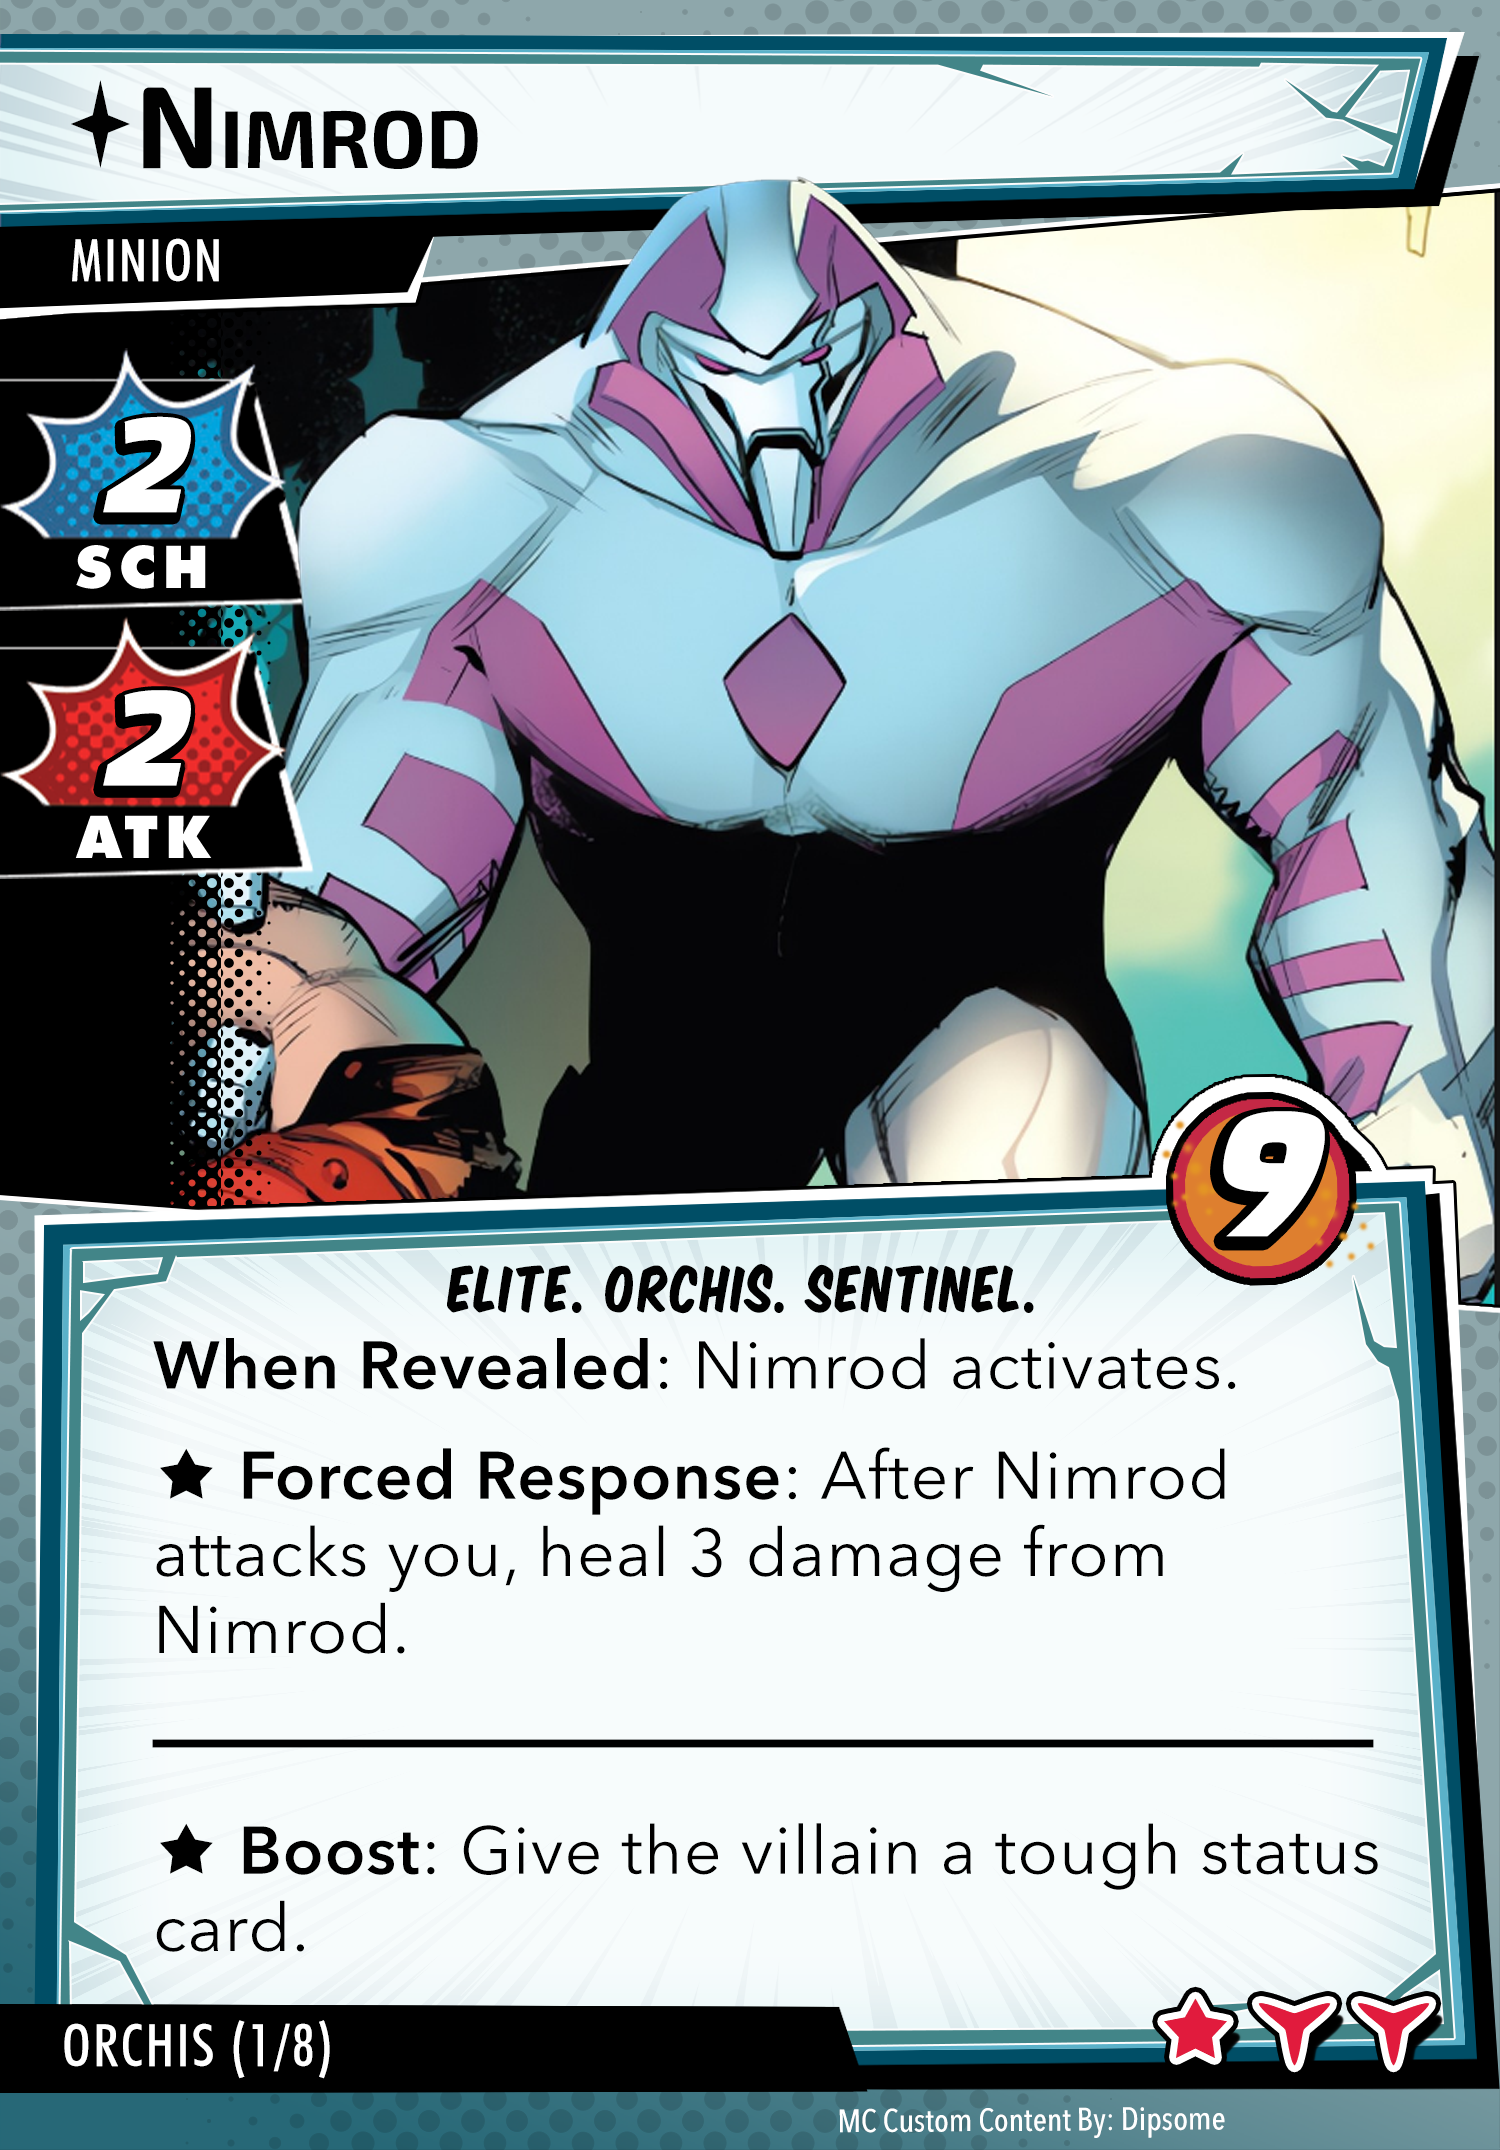 NIMROD
MINION
2
SCH
2
ATK
9
ELITE. ORCHIS. SENTINEL.
When Revealed: Nimrod activates.
★ Forced Response: After Nimrod
attacks you, heal 3 damage from
Nimrod.
★ Boost: Give the villain a tough status
card.
ORCHIS (1/8)
MC Custom Content By: Dipsome